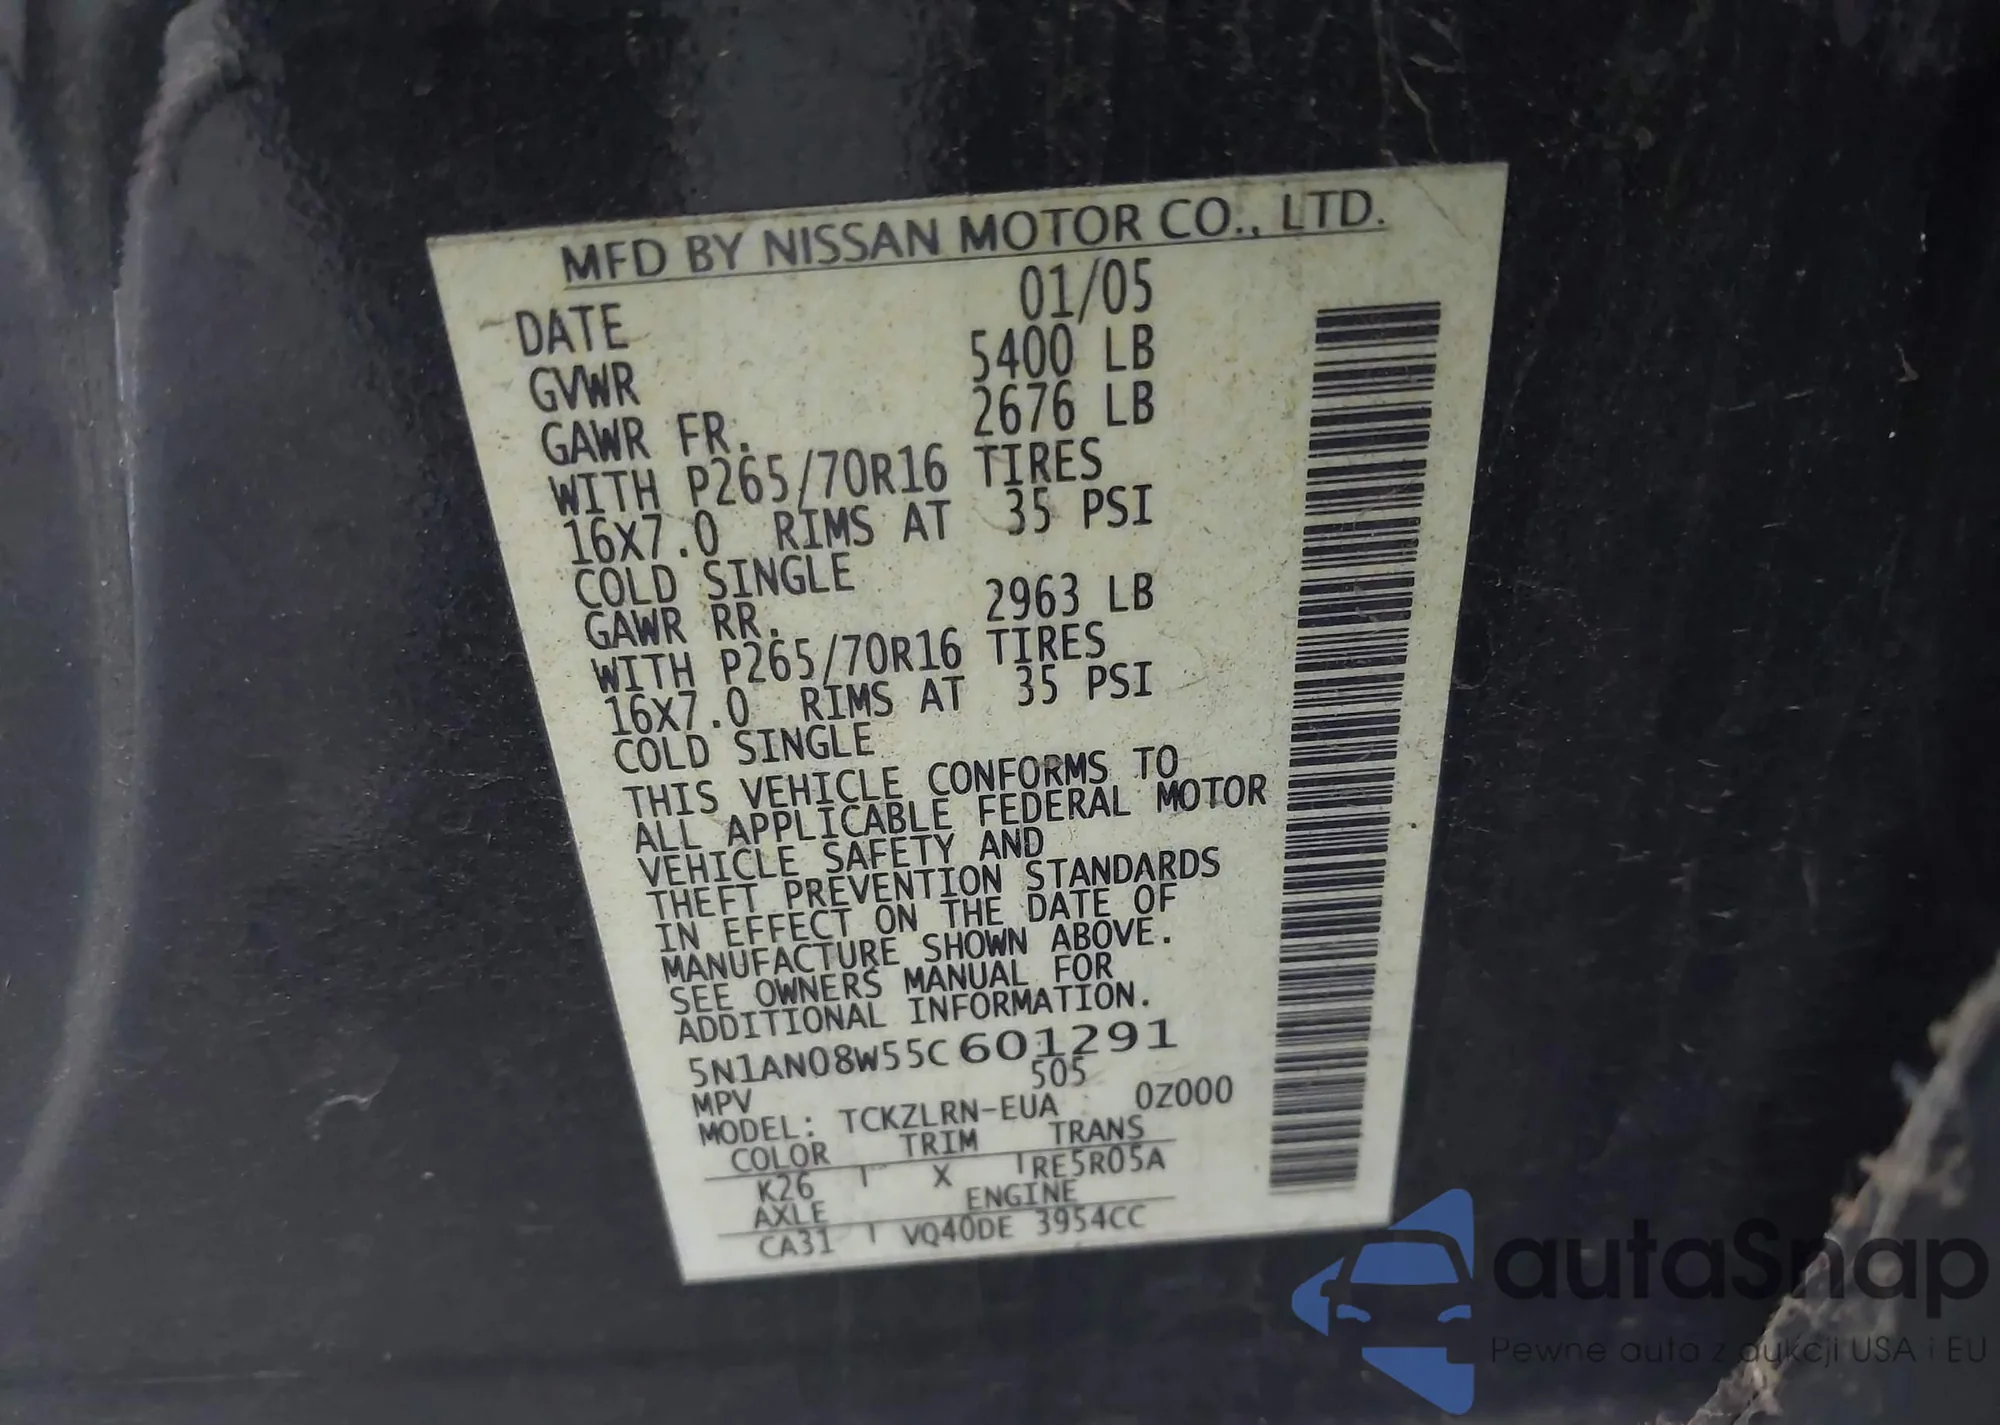 MFD BY NISSAN MOTOR CO., LTD.
DATE 01/05
GVWR 5400 LB
GAWR FR. 2676 LB
WITH P265/70R16 TIRES
16X7.0 RIMS AT 35 PSI
COLD SINGLE
GAWR RR. 2963 LB
WITH P265/70R16 TIRES
16X7.0 RIMS AT 35 PSI
COLD SINGLE
THIS VEHICLE CONFORMS TO
ALL APPLICABLE FEDERAL MOTOR
VEHICLE SAFETY AND
THEFT PREVENTION STANDARDS
IN EFFECT ON THE DATE OF
MANUFACTURE SHOWN ABOVE.
SEE OWNERS MANUAL FOR
ADDITIONAL INFORMATION.
5N1AN08W55C601291
MPV 505
MODEL: TCKZLRN-EUA 0Z000
COLOR TRIM TRANS
K26 X RE5R05A
AXLE ENGINE
CA31 VQ40DE 3954CC
autaSnap
Pewne auta z aukcji USA i EU